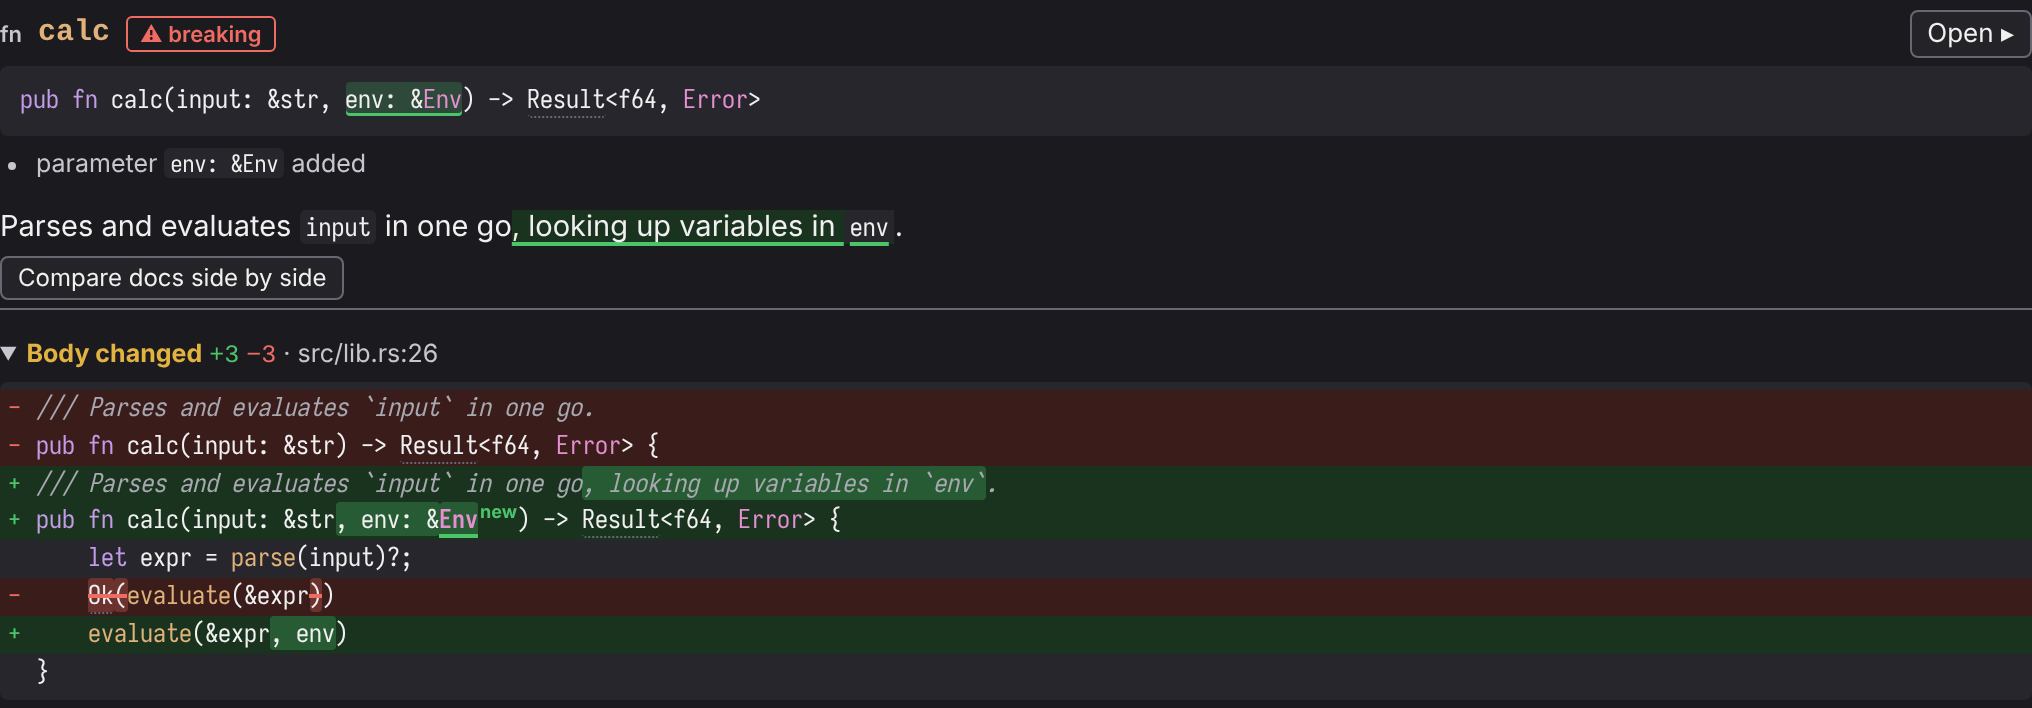 fn calc ⚠ breaking Open ▸
pub fn calc(input: &str, env: &Env) -> Result<f64, Error>
• parameter env: &Env added
Parses and evaluates input in one go, looking up variables in env.
Compare docs side by side
▼ Body changed +3 −3 · src/lib.rs:26
− /// Parses and evaluates `input` in one go.
− pub fn calc(input: &str) -> Result<f64, Error> {
+ /// Parses and evaluates `input` in one go, looking up variables in `env`.
+ pub fn calc(input: &str, env: &Env new) -> Result<f64, Error> {
let expr = parse(input)?;
− Ok(evaluate(&expr))
+ evaluate(&expr, env)
}